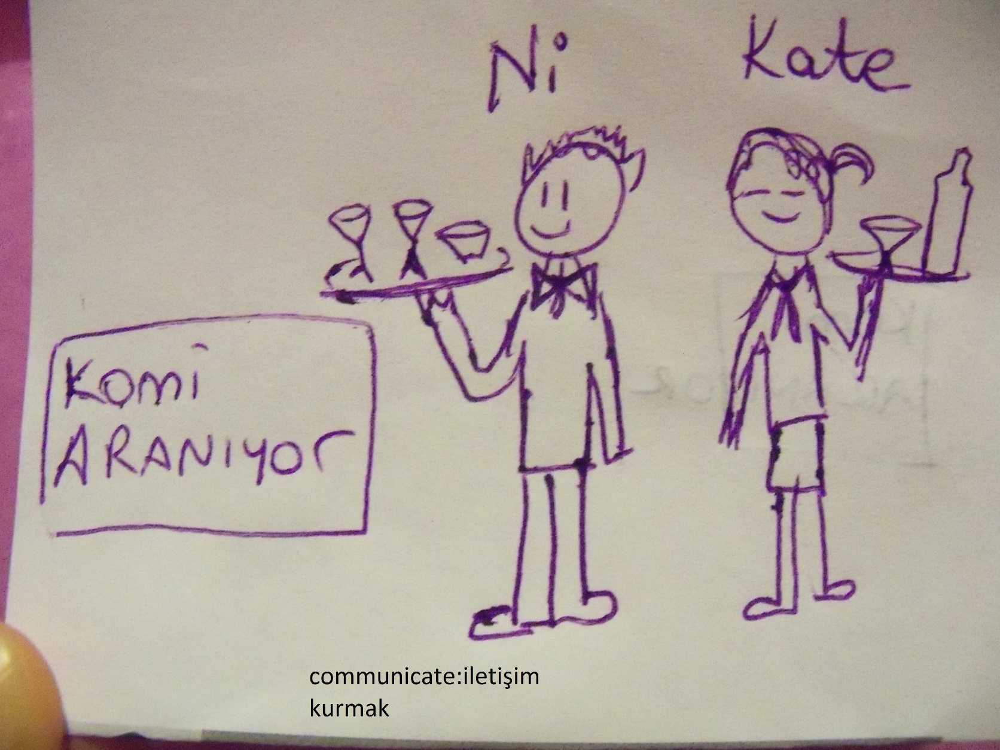 Ni Kate
Komi
ARANIYOr
communicate:iletişim
kurmak